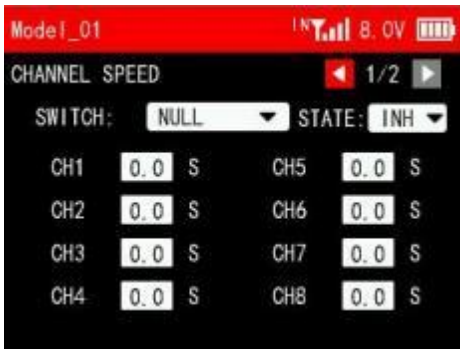 Model_01 IN 8.0V
CHANNEL SPEED 1/2
SWITCH: NULL STATE: INH
CH1 0.0 S CH5 0.0 S
CH2 0.0 S CH6 0.0 S
CH3 0.0 S CH7 0.0 S
CH4 0.0 S CH8 0.0 S